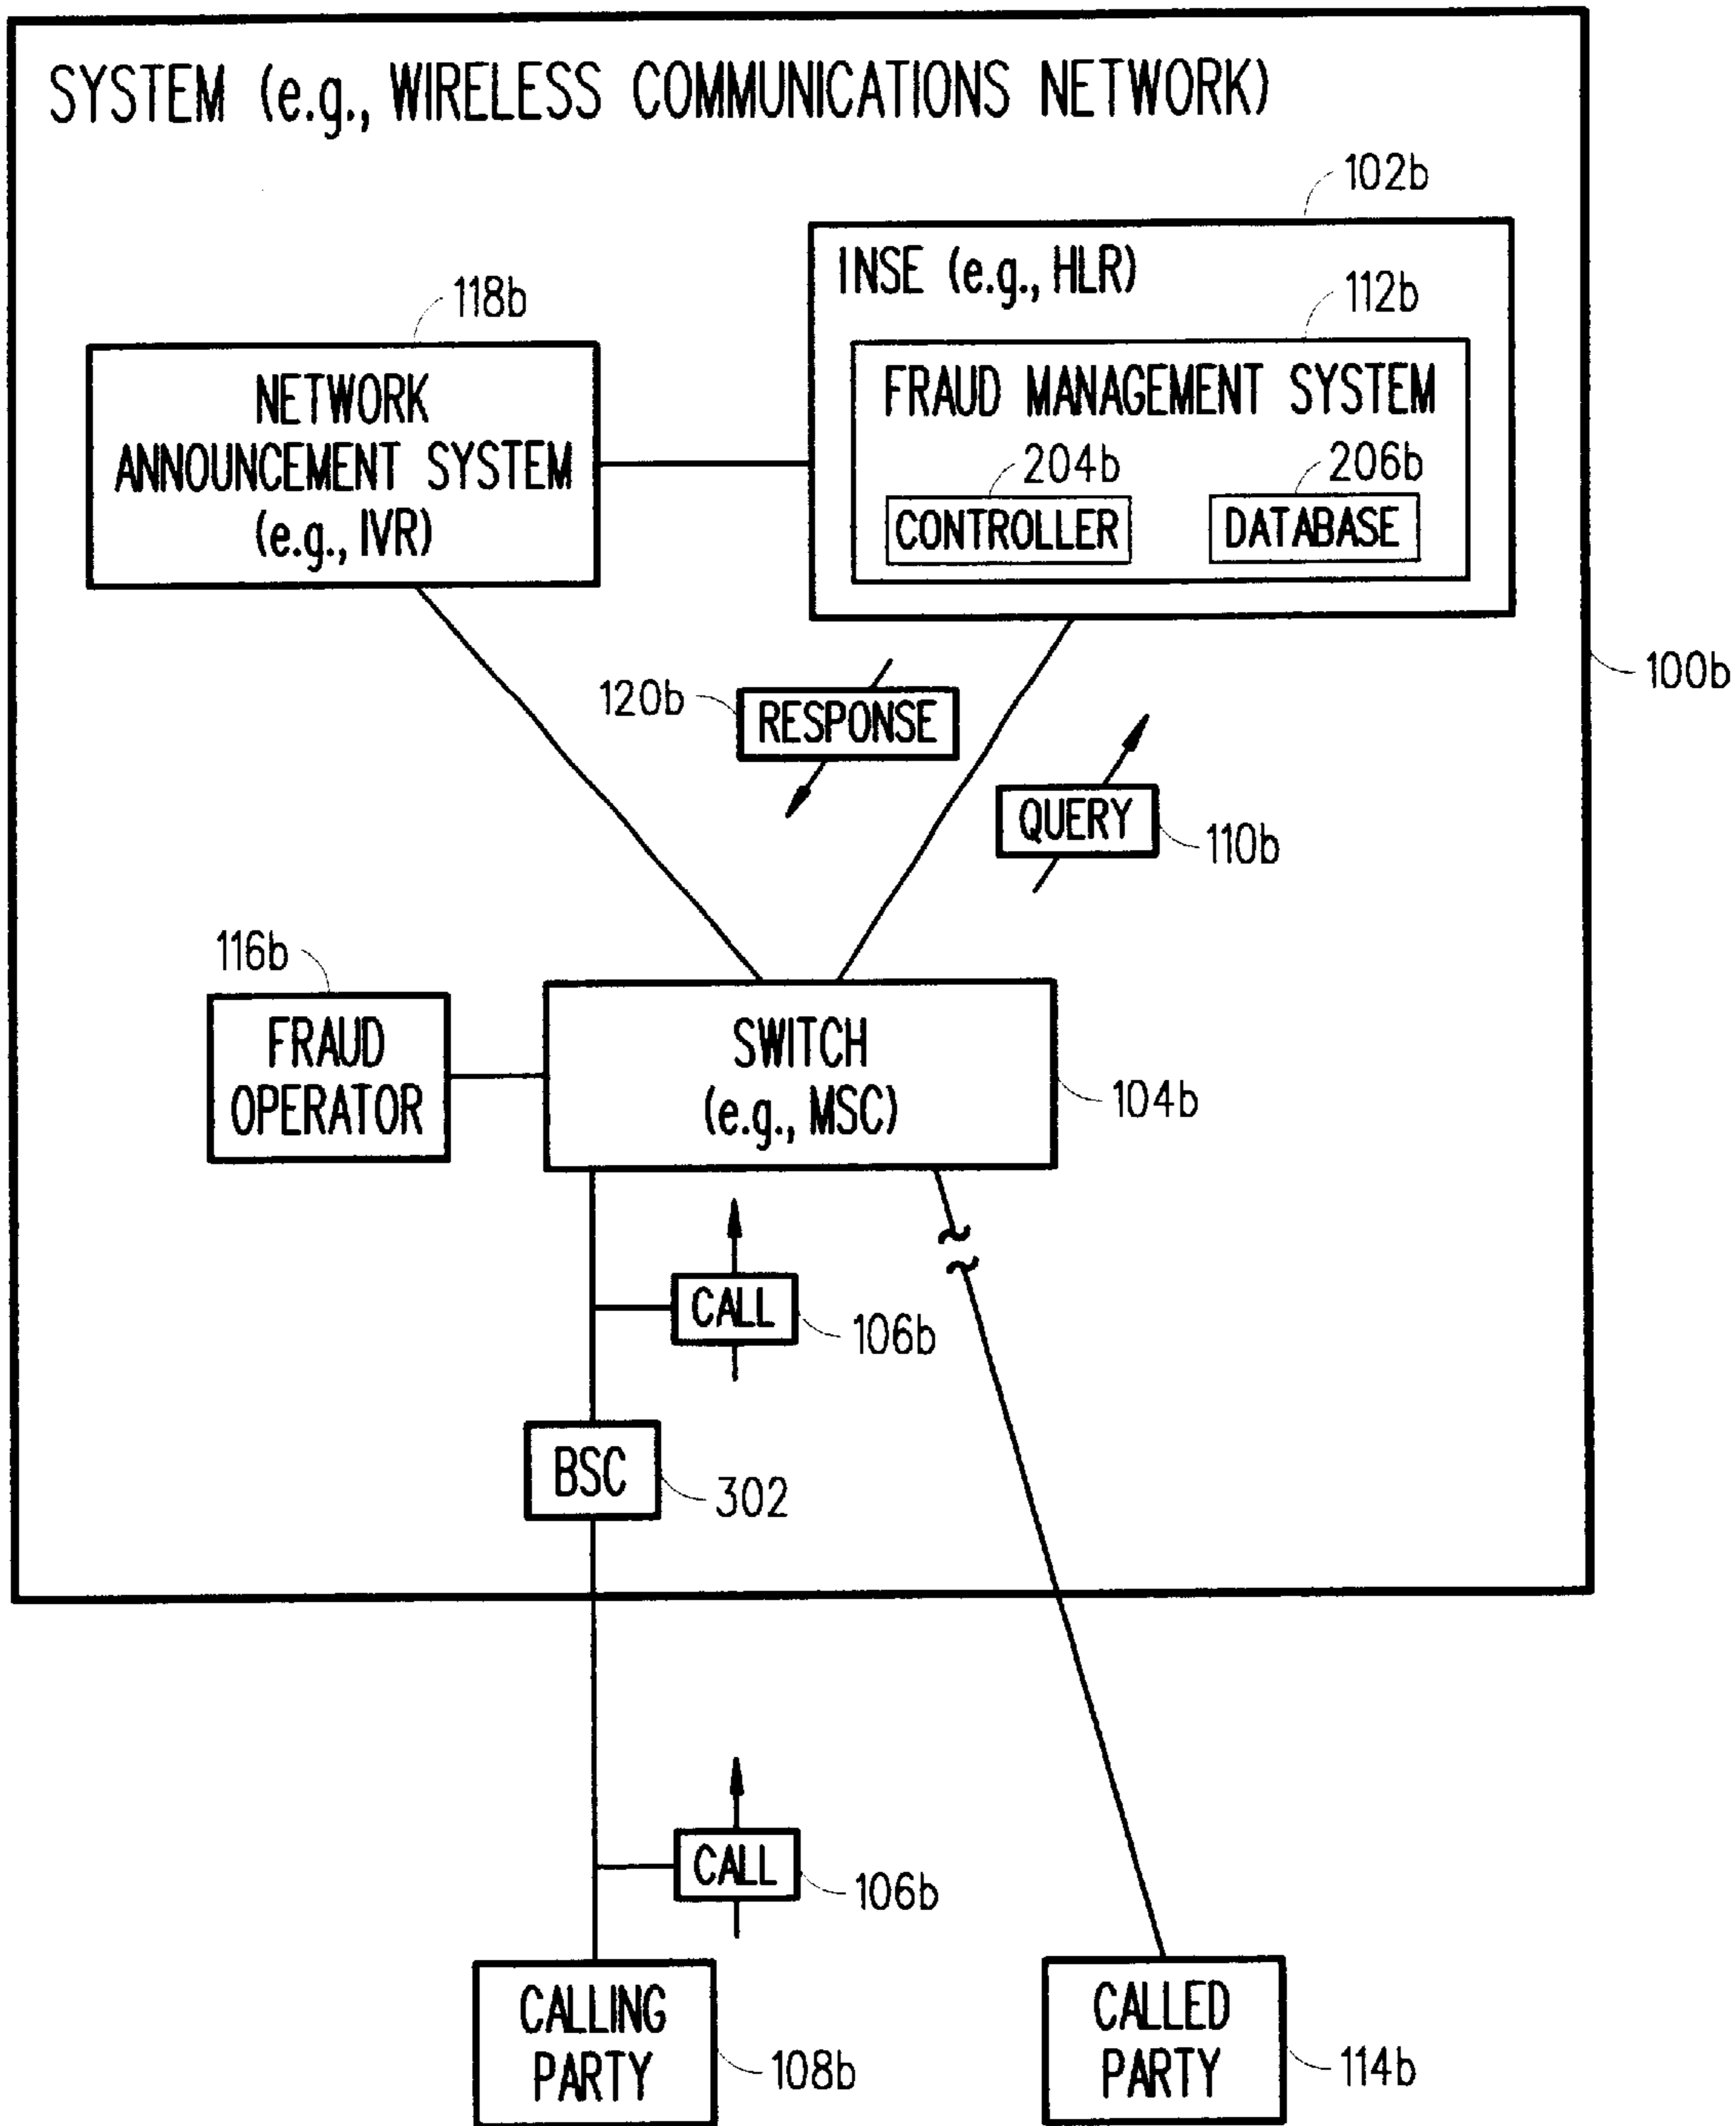 SYSTEM (e.g., WIRELESS COMMUNICATIONS NETWORK)
102b
INSE (e.g., HLR)
118b
112b
NETWORK
ANNOUNCEMENT SYSTEM
(e.g., IVR)
FRAUD MANAGEMENT SYSTEM
204b
206b
CONTROLLER
DATABASE
100b
120b
RESPONSE
QUERY
110b
116b
FRAUD
OPERATOR
SWITCH
(e.g., MSC)
104b
CALL
106b
BSC
302
CALL
106b
CALLING
PARTY
108b
CALLED
PARTY
114b